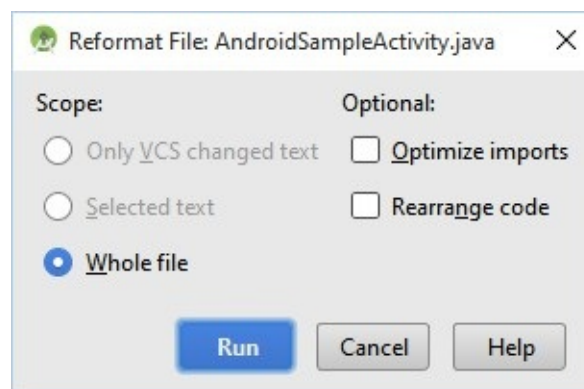 Reformat File: AndroidSampleActivity.java
Scope:
Optional:
Only VCS changed text
Optimize imports
Selected text
Rearrange code
Whole file
Run
Cancel
Help